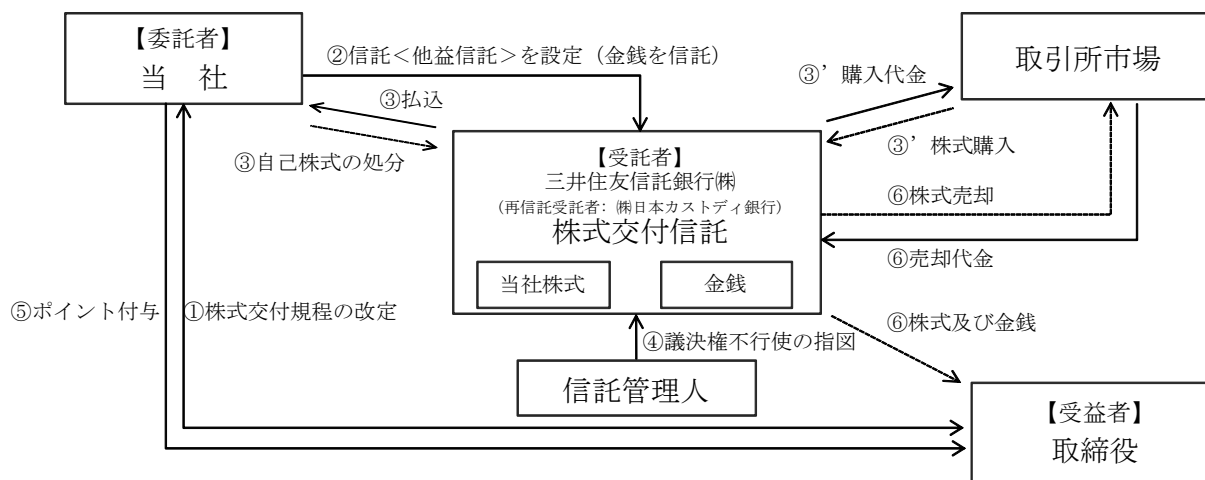 【委託者】
当 社
②信託＜他益信託＞を設定（金銭を信託）
③払込
③自己株式の処分
【受託者】
三井住友信託銀行㈱
（再信託受託者：㈱日本カストディ銀行）
株式交付信託
当社株式
金銭
取引所市場
③’購入代金
③’株式購入
⑥株式売却
⑥売却代金
⑤ポイント付与
①株式交付規程の改定
④議決権不行使の指図
⑥株式及び金銭
信託管理人
【受益者】
取締役